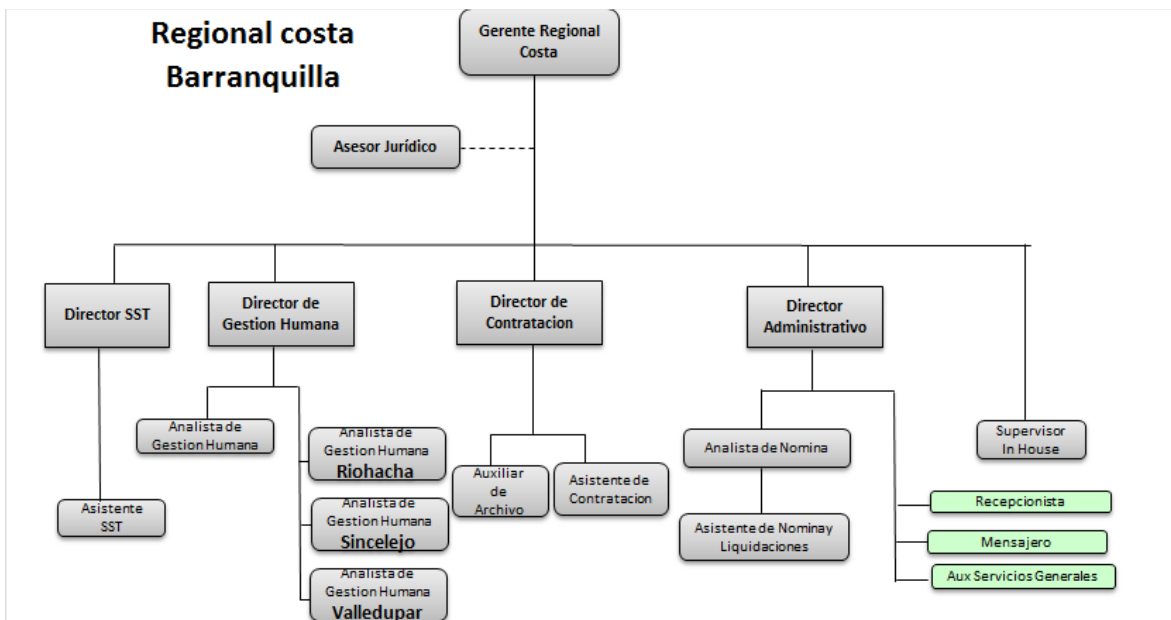 Regional costa
Barranquilla
Gerente Regional
Costa
Asesor Jurídico
Director SST
Director de
Gestion Humana
Director de
Contratacion
Director
Administrativo
Analista de
Gestion Humana
Analista de
Gestion Humana
Riohacha
Analista de
Gestion Humana
Sincelejo
Analista de
Gestion Humana
Valledupar
Asistente
SST
Auxiliar
de
Archivo
Asistente de
Contratacion
Analista de Nomina
Asistente de Nominay
Liquidaciones
Supervisor
In House
Recepcionista
Mensajero
Aux Servicios Generales